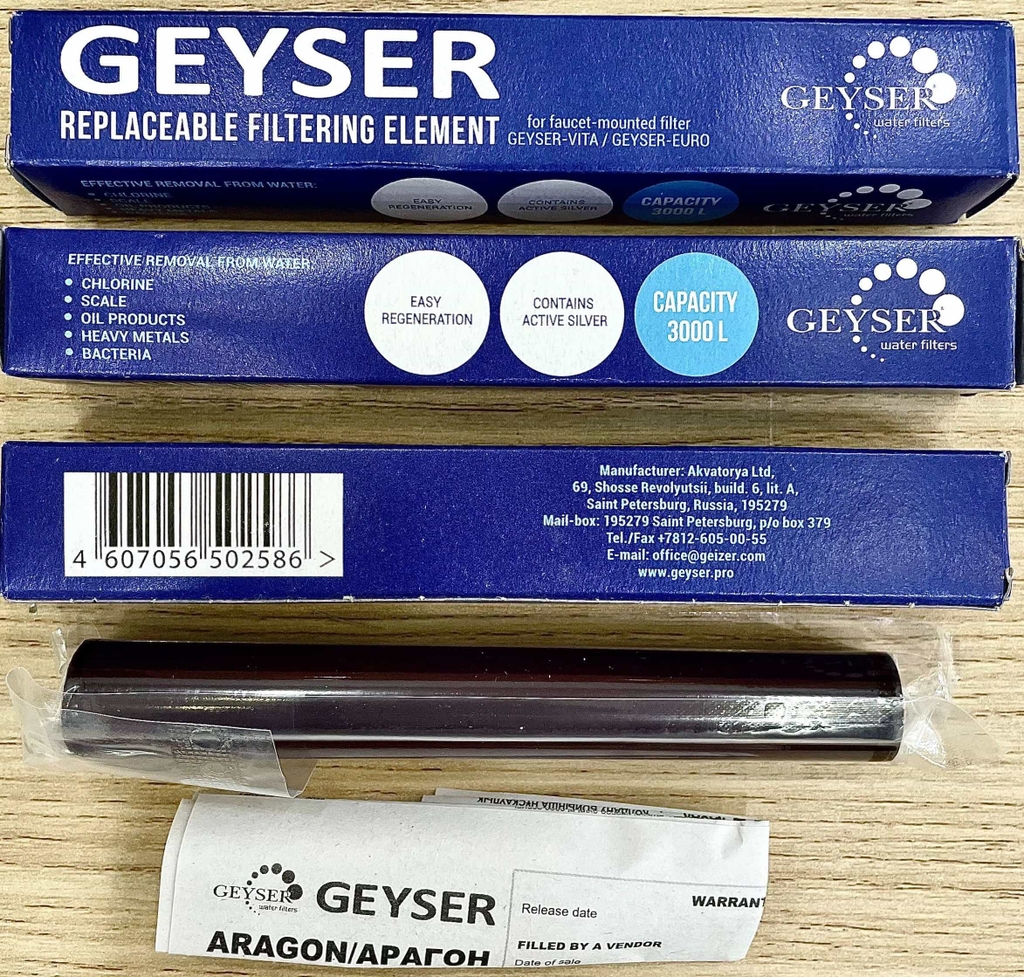 GEYSER
REPLACEABLE FILTERING ELEMENT
for faucet-mounted filter
GEYSER-VITA / GEYSER-EURO
GEYSER
water filters
EFFECTIVE REMOVAL FROM WATER:
CHLORINE
SCALE
EASY
REGENERATION
CONTAINS
ACTIVE SILVER
CAPACITY
3000 L
GEYSER
water filters
EFFECTIVE REMOVAL FROM WATER:
• CHLORINE
• SCALE
• OIL PRODUCTS
• HEAVY METALS
• BACTERIA
EASY
REGENERATION
CONTAINS
ACTIVE SILVER
CAPACITY
3000 L
GEYSER
water filters
4 607056 502586 >
Manufacturer: Akvatorya Ltd,
69, Shosse Revolyutsii, build. 6, lit. A,
Saint Petersburg, Russia, 195279
Mail-box: 195279 Saint Petersburg, p/o box 379
Tel./Fax +7812-605-00-55
E-mail: office@geizer.com
www.geyser.pro
GEYSER
water filters
GEYSER
ARAGON/АРАГОН
WARRANT
Release date
FILLED BY A VENDOR
Date of sale